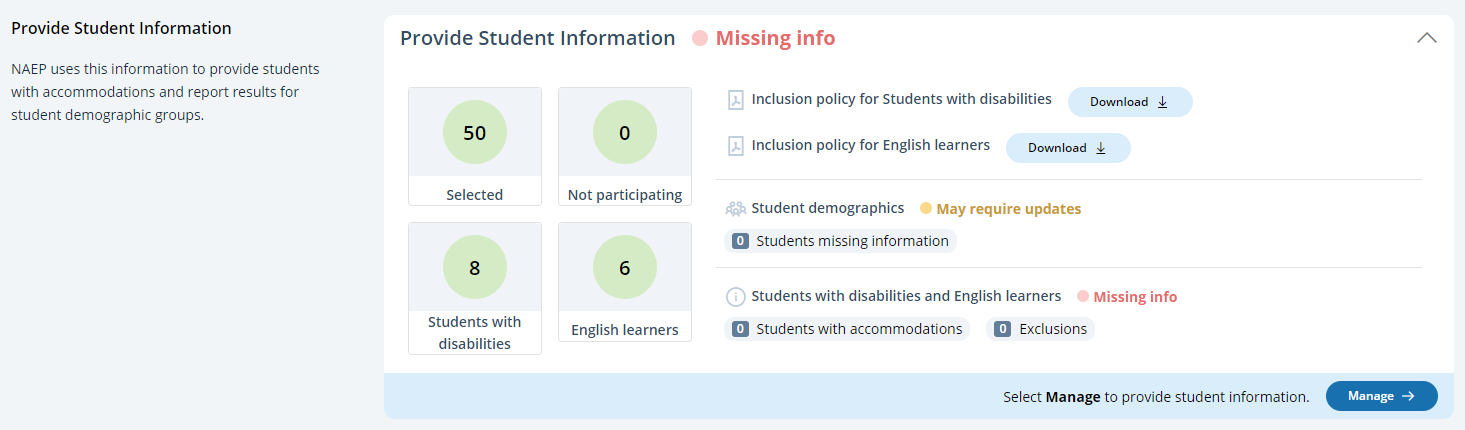 Provide Student Information
NAEP uses this information to provide students
with accommodations and report results for
student demographic groups.
Provide Student Information Missing info
50
Selected
0
Not participating
8
Students with
disabilities
6
English learners
Inclusion policy for Students with disabilities Download
Inclusion policy for English learners Download
Student demographics May require updates
0 Students missing information
Students with disabilities and English learners Missing info
0 Students with accommodations 0 Exclusions
Select Manage to provide student information. Manage